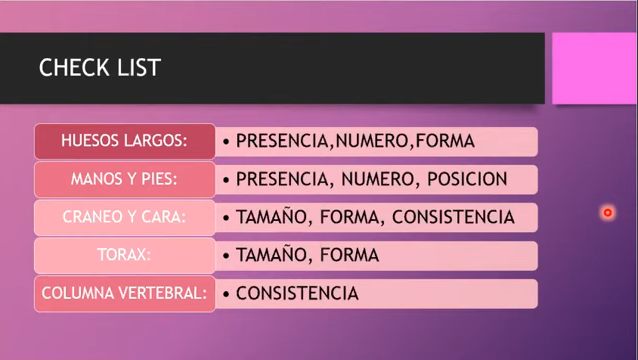 CHECK LIST
HUESOS LARGOS: • PRESENCIA,NUMERO,FORMA
MANOS Y PIES: • PRESENCIA, NUMERO, POSICION
CRANEO Y CARA: • TAMAÑO, FORMA, CONSISTENCIA
TORAX: • TAMAÑO, FORMA
COLUMNA VERTEBRAL: • CONSISTENCIA